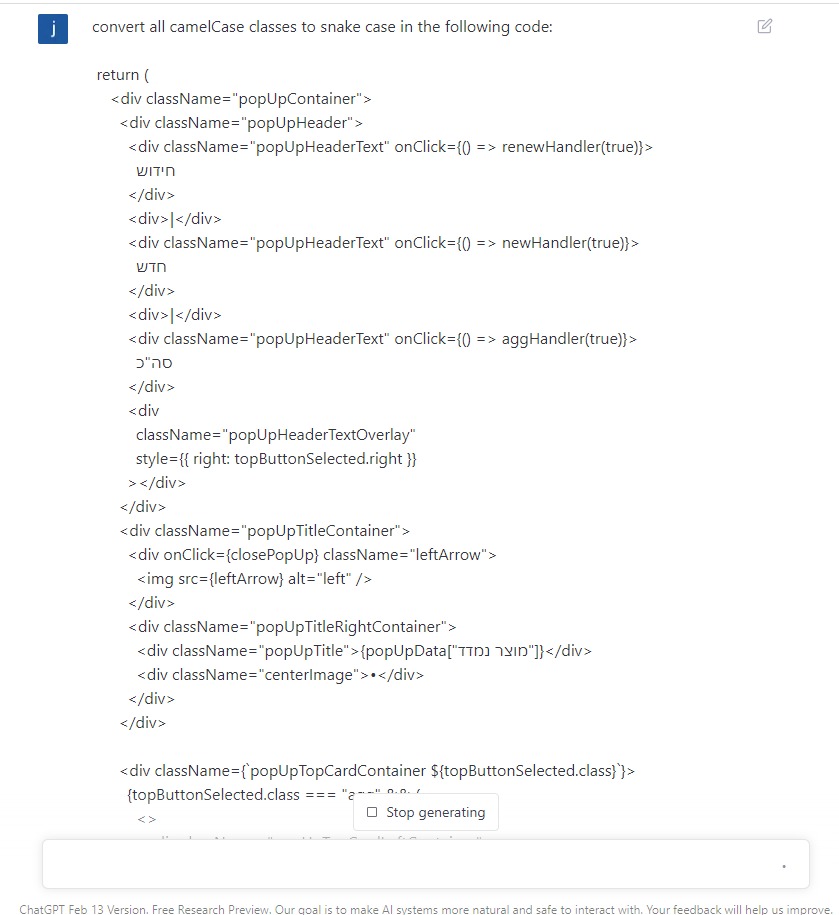 j
convert all camelCase classes to snake case in the following code:
return (
<div className="popUpContainer">
<div className="popUpHeader">
<div className="popUpHeaderText" onClick={() => renewHandler(true)}>
חידוש
</div>
<div>|</div>
<div className="popUpHeaderText" onClick={() => newHandler(true)}>
חדש
</div>
<div>|</div>
<div className="popUpHeaderText" onClick={() => aggHandler(true)}>
סה"כ
</div>
<div
className="popUpHeaderTextOverlay"
style={{ right: topButtonSelected.right }}
></div>
</div>
<div className="popUpTitleContainer">
<div onClick={closePopUp} className="leftArrow">
<img src={leftArrow} alt="left" />
</div>
<div className="popUpTitleRightContainer">
<div className="popUpTitle">{popUpData["מוצר נמדד"]}</div>
<div className="centerImage">•</div>
</div>
</div>
<div className={`popUpTopCardContainer ${topButtonSelected.class}`}>
{topButtonSelected.class ===
<>
Stop generating
ChatGPT Feb 13 Version. Free Research Preview. Our goal is to make AI systems more natural and safe to interact with. Your feedback will help us improve.